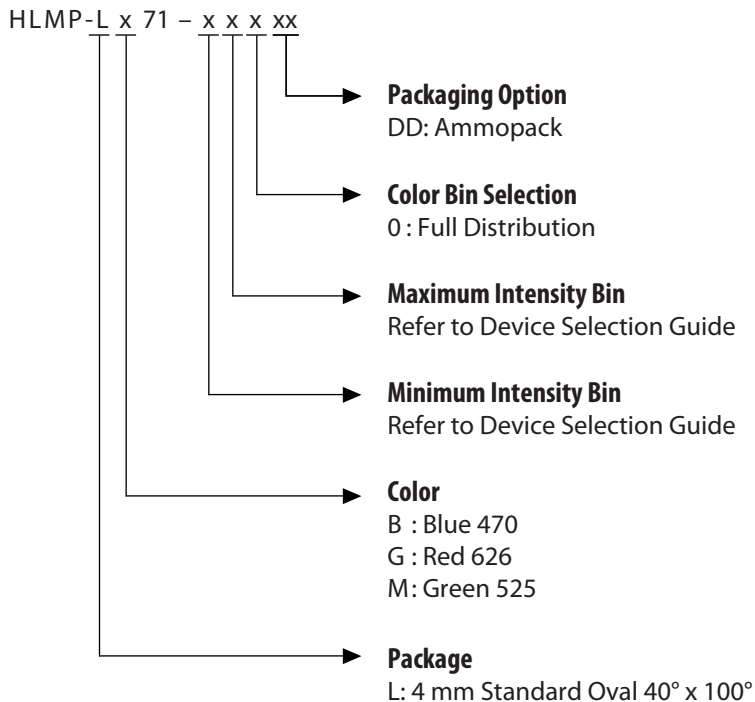 HLMP-L x 71 – x x x xx
Packaging Option
DD: Ammopack
Color Bin Selection
0 : Full Distribution
Maximum Intensity Bin
Refer to Device Selection Guide
Minimum Intensity Bin
Refer to Device Selection Guide
Color
B : Blue 470
G : Red 626
M: Green 525
Package
L: 4 mm Standard Oval 40° x 100°